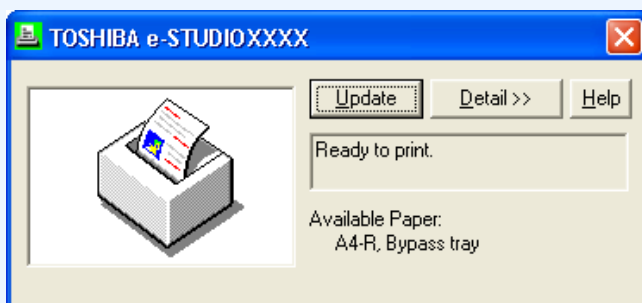 TOSHIBA e-STUDIOXXXX
Update Detail >> Help
Ready to print.
Available Paper:
A4-R, Bypass tray